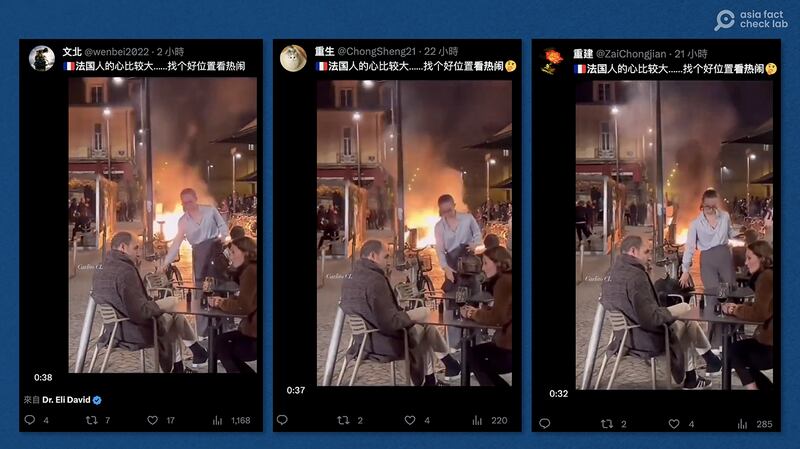 asia fact
check lab
文北 @wenbei2022 · 2 小時
🇫🇷法国人的心比较大......找个好位置看热闹
Carlito CL
0:38
來自 Dr. Eli David
4 7 17 1,168
重生 @ChongSheng21 · 22 小時
🇫🇷法国人的心比较大......找个好位置看热闹🤔
Carlito CL
0:37
2 4 220
重建 @ZaiChongjian · 21 小時
🇫🇷法国人的心比较大......找个好位置看热闹🤔
Carlito CL
0:32
2 4 285